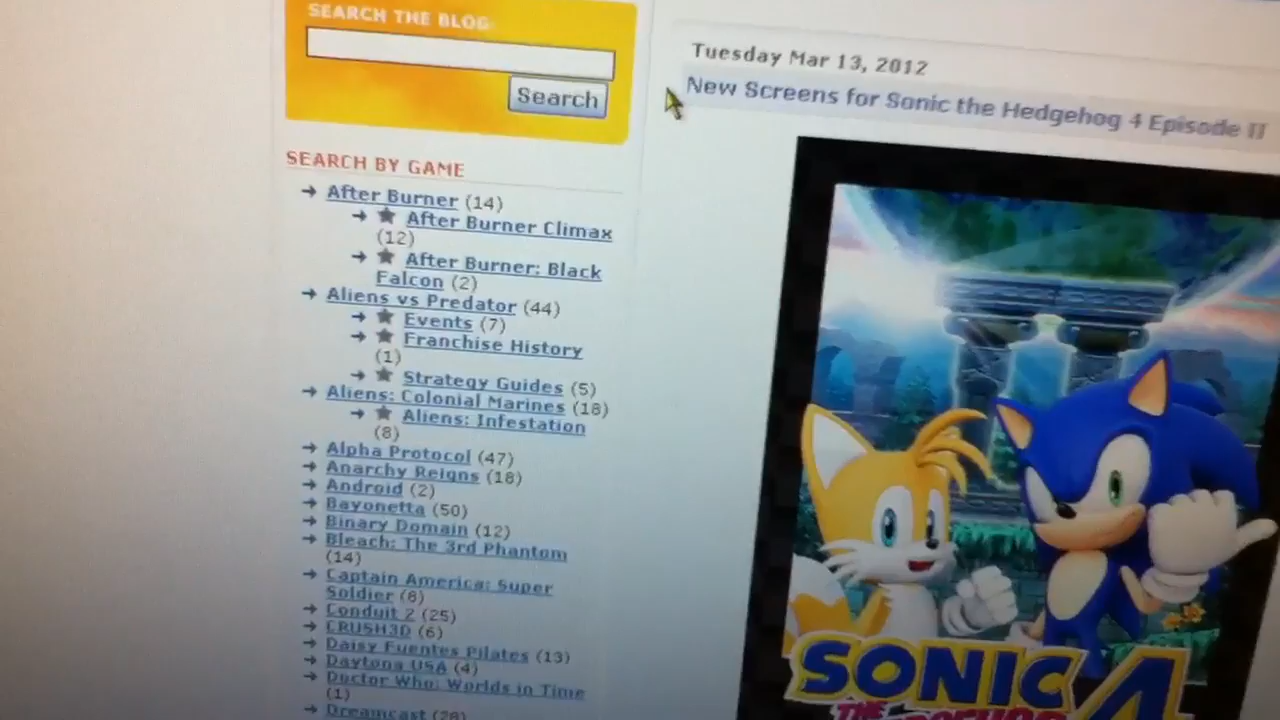 SEARCH THE BLOG
Search
SEARCH BY GAME
After Burner (14)
After Burner Climax
(12)
After Burner: Black
Falcon (2)
Aliens vs Predator (44)
Events (7)
Franchise History
(1)
Strategy Guides (5)
Aliens: Colonial Marines (18)
Aliens: Infestation
(8)
Alpha Protocol (47)
Anarchy Reigns (18)
Android (2)
Bayonetta (50)
Binary Domain (12)
Bleach: The 3rd Phantom
(14)
Captain America: Super
Soldier (8)
Conduit 2 (25)
CRUSH3D (6)
Daisy Fuentes Pilates (13)
Daytona USA (4)
Doctor Who: Worlds in Time
(1)
Dreamcast (28)
Tuesday Mar 13, 2012
New Screens for Sonic the Hedgehog 4 Episode II
SONIC 4
THE HEDGEHOG